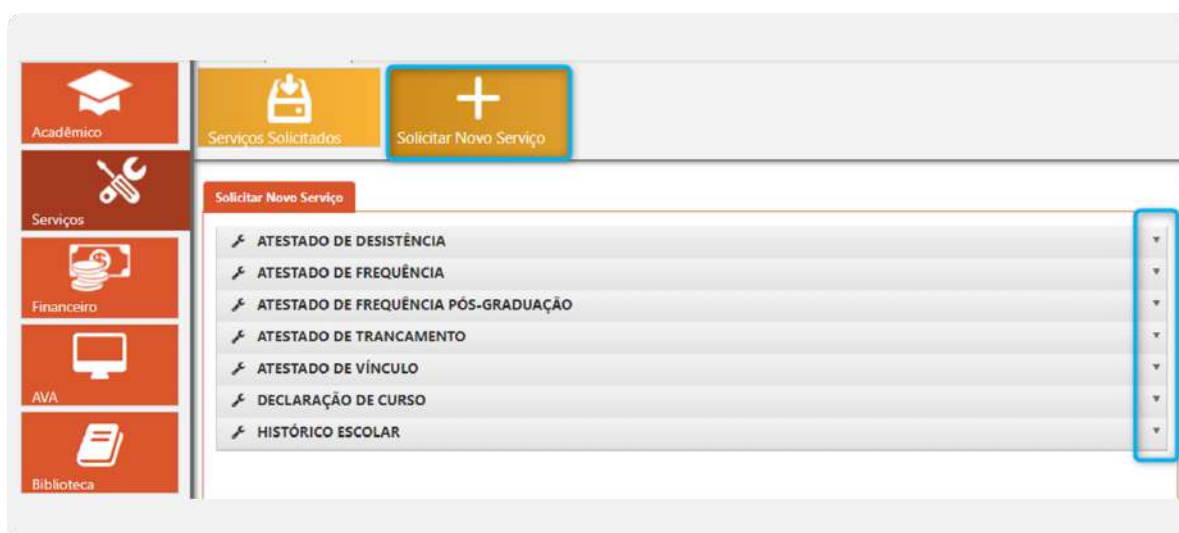 Acadêmico
Serviços
Financeiro
AVA
Biblioteca
Serviços Solicitados
Solicitar Novo Serviço
Solicitar Novo Serviço
ATESTADO DE DESISTÊNCIA
ATESTADO DE FREQUÊNCIA
ATESTADO DE FREQUÊNCIA PÓS-GRADUAÇÃO
ATESTADO DE TRANCAMENTO
ATESTADO DE VÍNCULO
DECLARAÇÃO DE CURSO
HISTÓRICO ESCOLAR